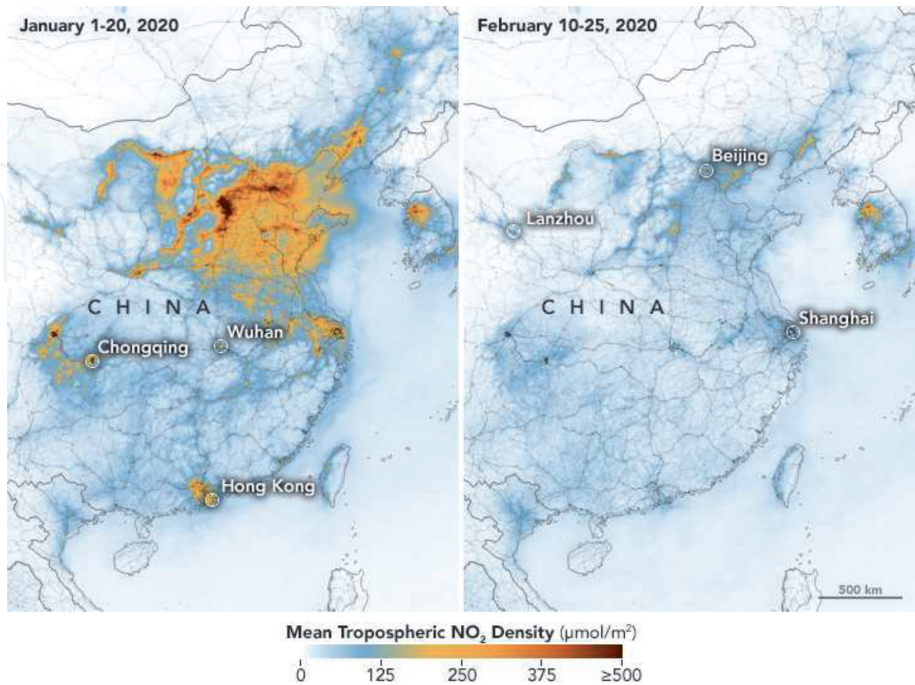 January 1-20, 2020
CHINA
Wuhan
Chongqing
Hong Kong
February 10-25, 2020
Beijing
Lanzhou
CHINA
Shanghai
500 km
Mean Tropospheric NO₂ Density (μmol/m²)
0 125 250 375 ≥500